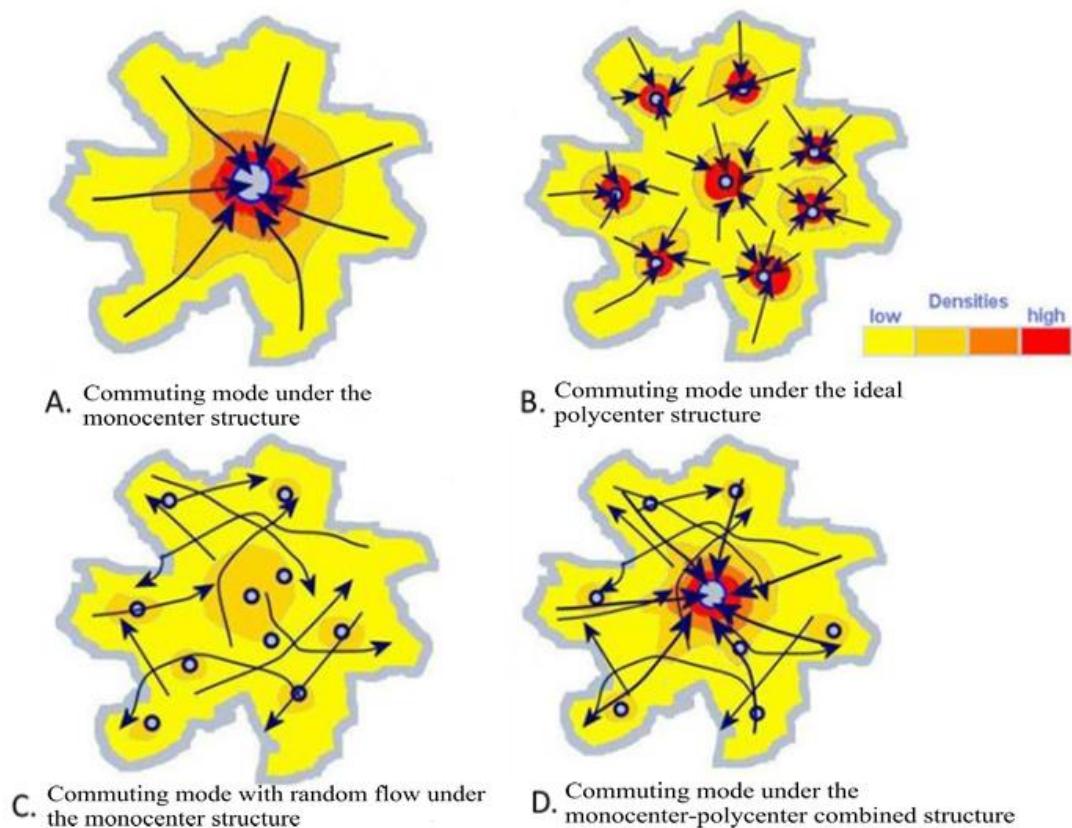 Densities
low high
A. Commuting mode under the
monocenter structure
B. Commuting mode under the ideal
polycenter structure
C. Commuting mode with random flow under
the monocenter structure
D. Commuting mode under the
monocenter-polycenter combined structure